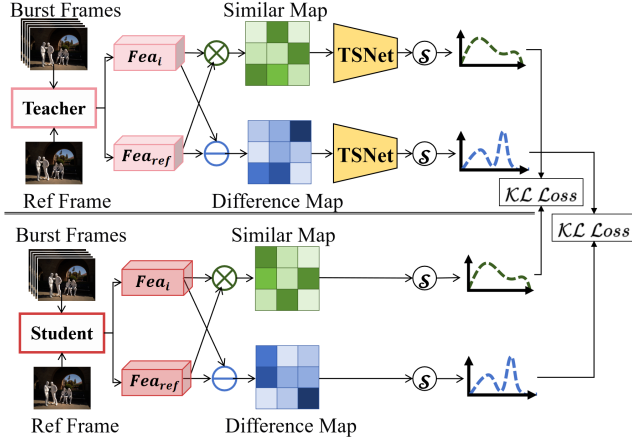 Burst Frames
Similar Map
Fea_i
TSNet
S
Teacher
Fea_ref
TSNet
S
Ref Frame
Difference Map
KL Loss
KL Loss
Burst Frames
Similar Map
Fea_i
S
Student
Fea_ref
S
Ref Frame
Difference Map